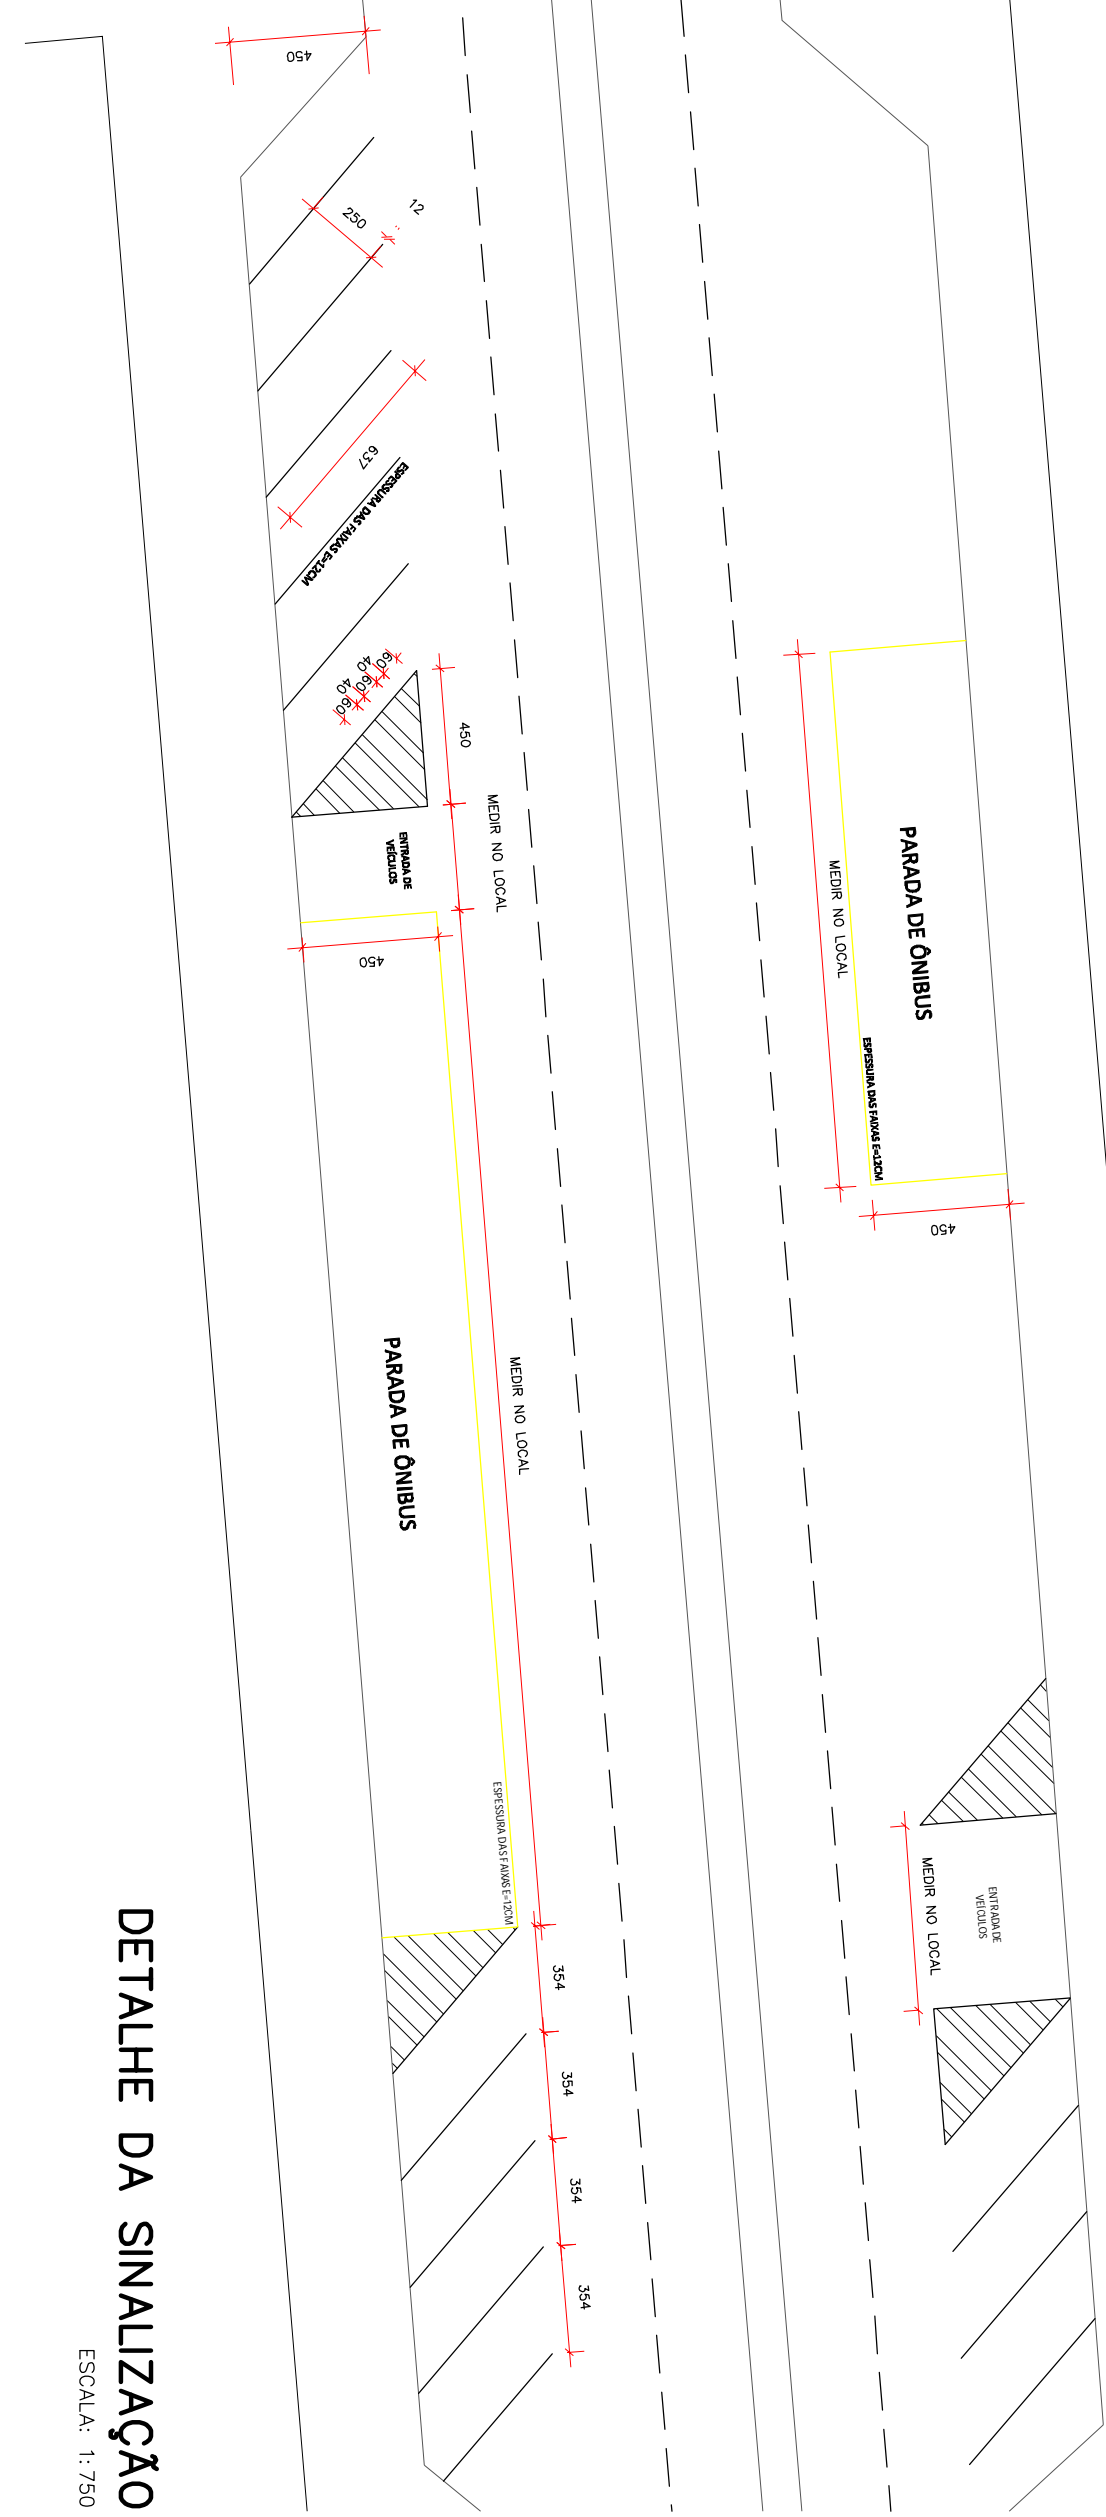 450
250
12
637
ESPESSURA DAS FAIXAS E=12CM
60
40
60
40
60
450
MEDIR NO LOCAL
ENTRADA DE
VEÍCULOS
450
PARADA DE ÔNIBUS
MEDIR NO LOCAL
ESPESSURA DAS FAIXAS E=12CM
354
354
354
354
PARADA DE ÔNIBUS
MEDIR NO LOCAL
ESPESSURA DAS FAIXAS E=12CM
450
MEDIR NO LOCAL
ENTRADA DE
VEÍCULOS
DETALHE DA SINALIZAÇÃO
ESCALA: 1:750